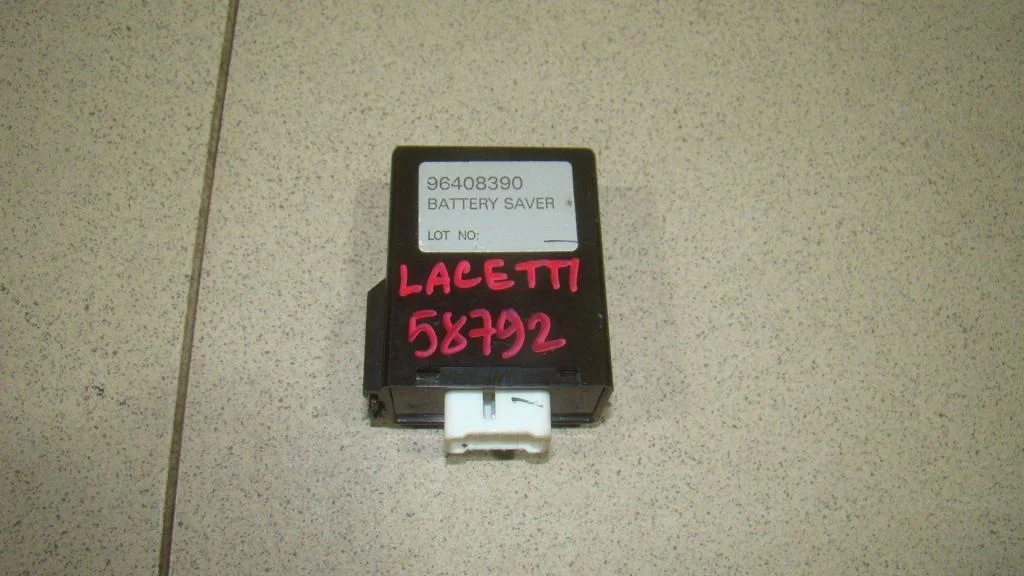 96408390
BATTERY SAVER
LOT NO:
LACETTI
58792